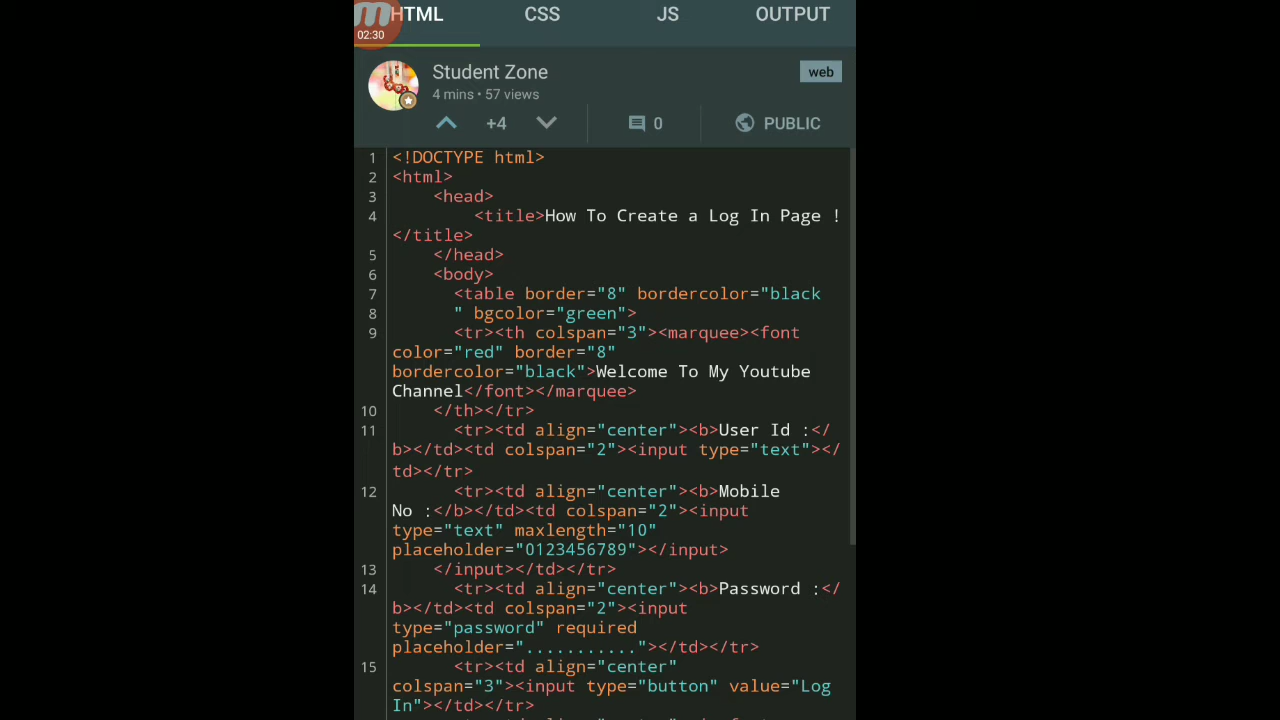 HTML CSS JS OUTPUT
02:30
Student Zone web
4 mins • 57 views
+4 0 PUBLIC
1 <!DOCTYPE html>
2 <html>
3 <head>
4 <title>How To Create a Log In Page !
</title>
5 </head>
6 <body>
7 <table border="8" bordercolor="black
8 " bgcolor="green">
9 <tr><th colspan="3"><marquee><font
color="red" border="8"
bordercolor="black">Welcome To My Youtube
Channel</font></marquee>
10 </th></tr>
11 <tr><td align="center"><b>User Id :</
b></td><td colspan="2"><input type="text"></
td></tr>
12 <tr><td align="center"><b>Mobile
No :</b></td><td colspan="2"><input
type="text" maxlength="10"
placeholder="0123456789"></input>
13 </input></td></tr>
14 <tr><td align="center"><b>Password :</
b></td><td colspan="2"><input
type="password" required
placeholder="..........."></td></tr>
15 <tr><td align="center"
colspan="3"><input type="button" value="Log
In"></td></tr>